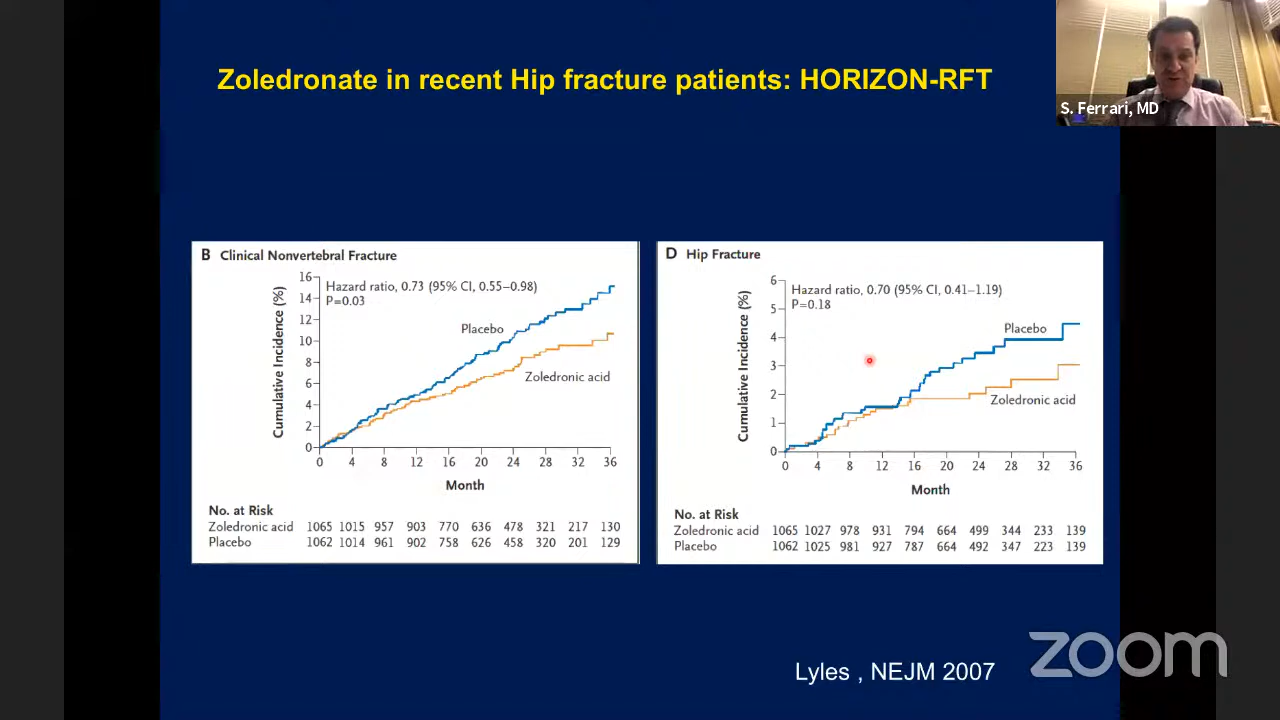 Zoledronate in recent Hip fracture patients: HORIZON-RFT
S. Ferrari, MD
B Clinical Nonvertebral Fracture
Hazard ratio, 0.73 (95% CI, 0.55–0.98)
P=0.03
Cumulative Incidence (%)
16
14
12
10
8
6
4
2
0
Placebo
Zoledronic acid
0 4 8 12 16 20 24 28 32 36
Month
No. at Risk
Zoledronic acid 1065 1015 957 903 770 636 478 321 217 130
Placebo 1062 1014 961 902 758 626 458 320 201 129
D Hip Fracture
Hazard ratio, 0.70 (95% CI, 0.41–1.19)
P=0.18
Cumulative Incidence (%)
6
5
4
3
2
1
0
Placebo
Zoledronic acid
0 4 8 12 16 20 24 28 32 36
Month
No. at Risk
Zoledronic acid 1065 1027 978 931 794 664 499 344 233 139
Placebo 1062 1025 981 927 787 664 492 347 223 139
Lyles , NEJM 2007
zoom